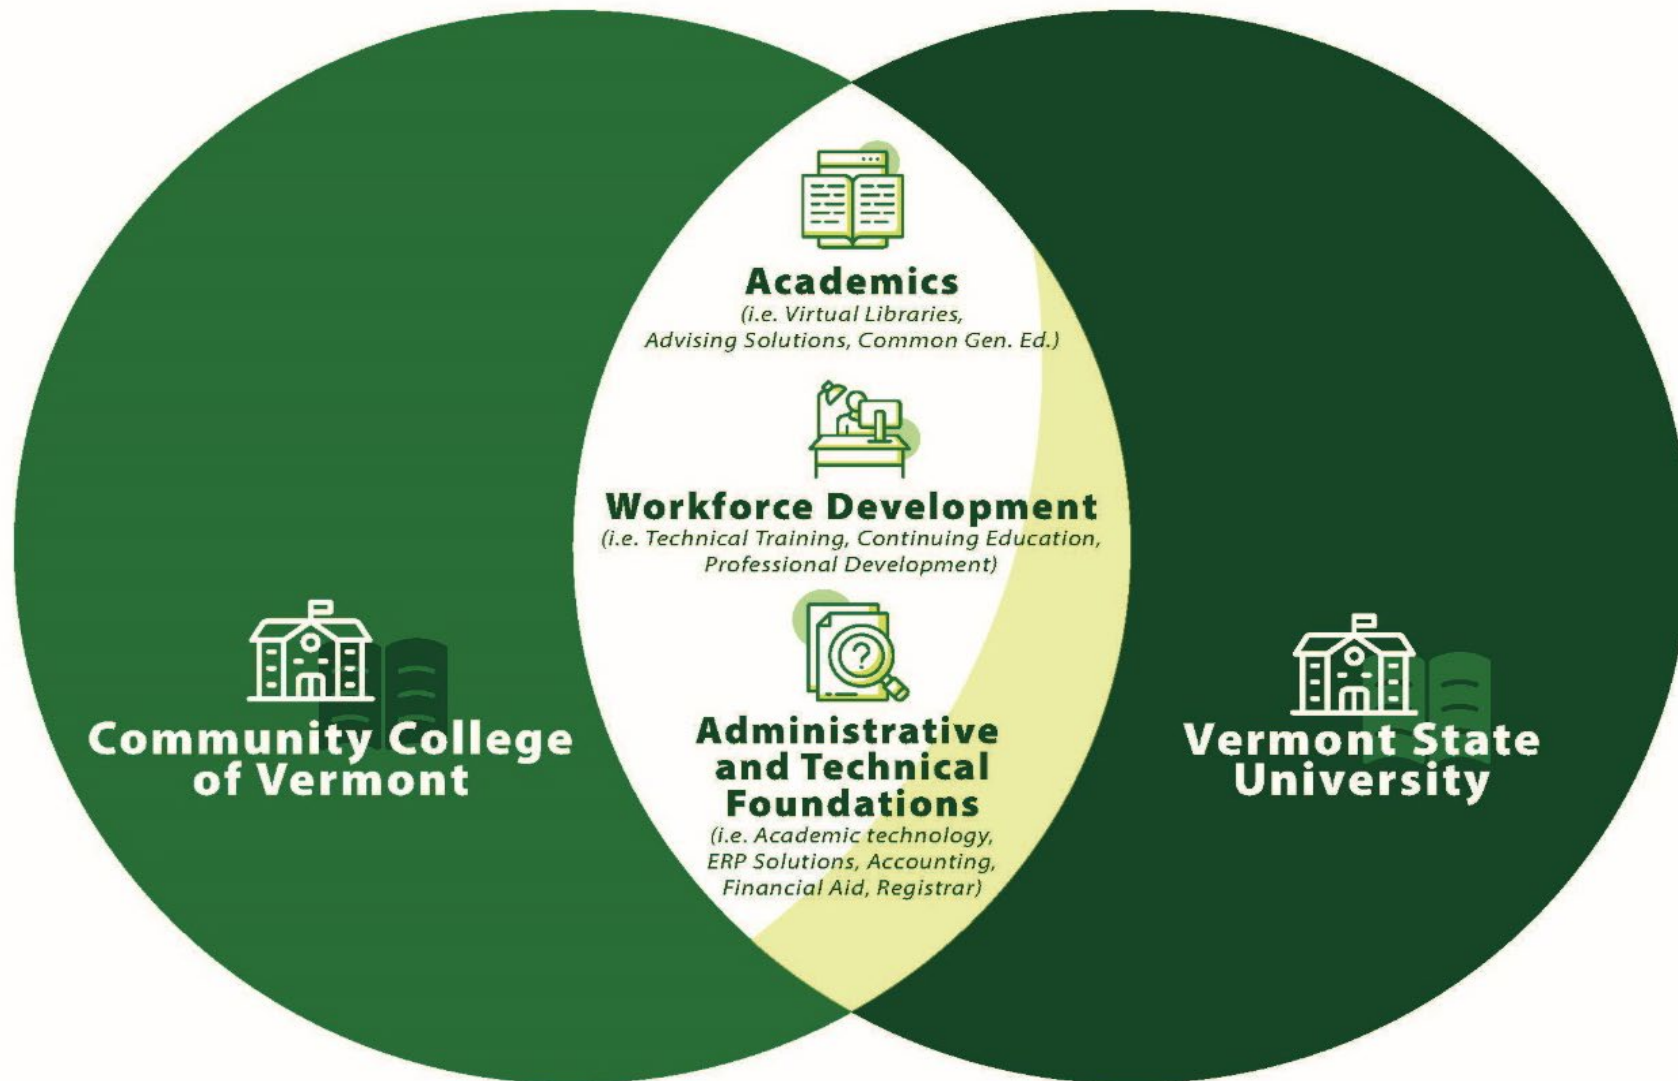 Academics
(i.e. Virtual Libraries,
Advising Solutions, Common Gen. Ed.)
Workforce Development
(i.e. Technical Training, Continuing Education,
Professional Development)
?
Administrative
and Technical
Foundations
(i.e. Academic technology,
ERP Solutions, Accounting,
Financial Aid, Registrar)
Community College
of Vermont
Vermont State
University